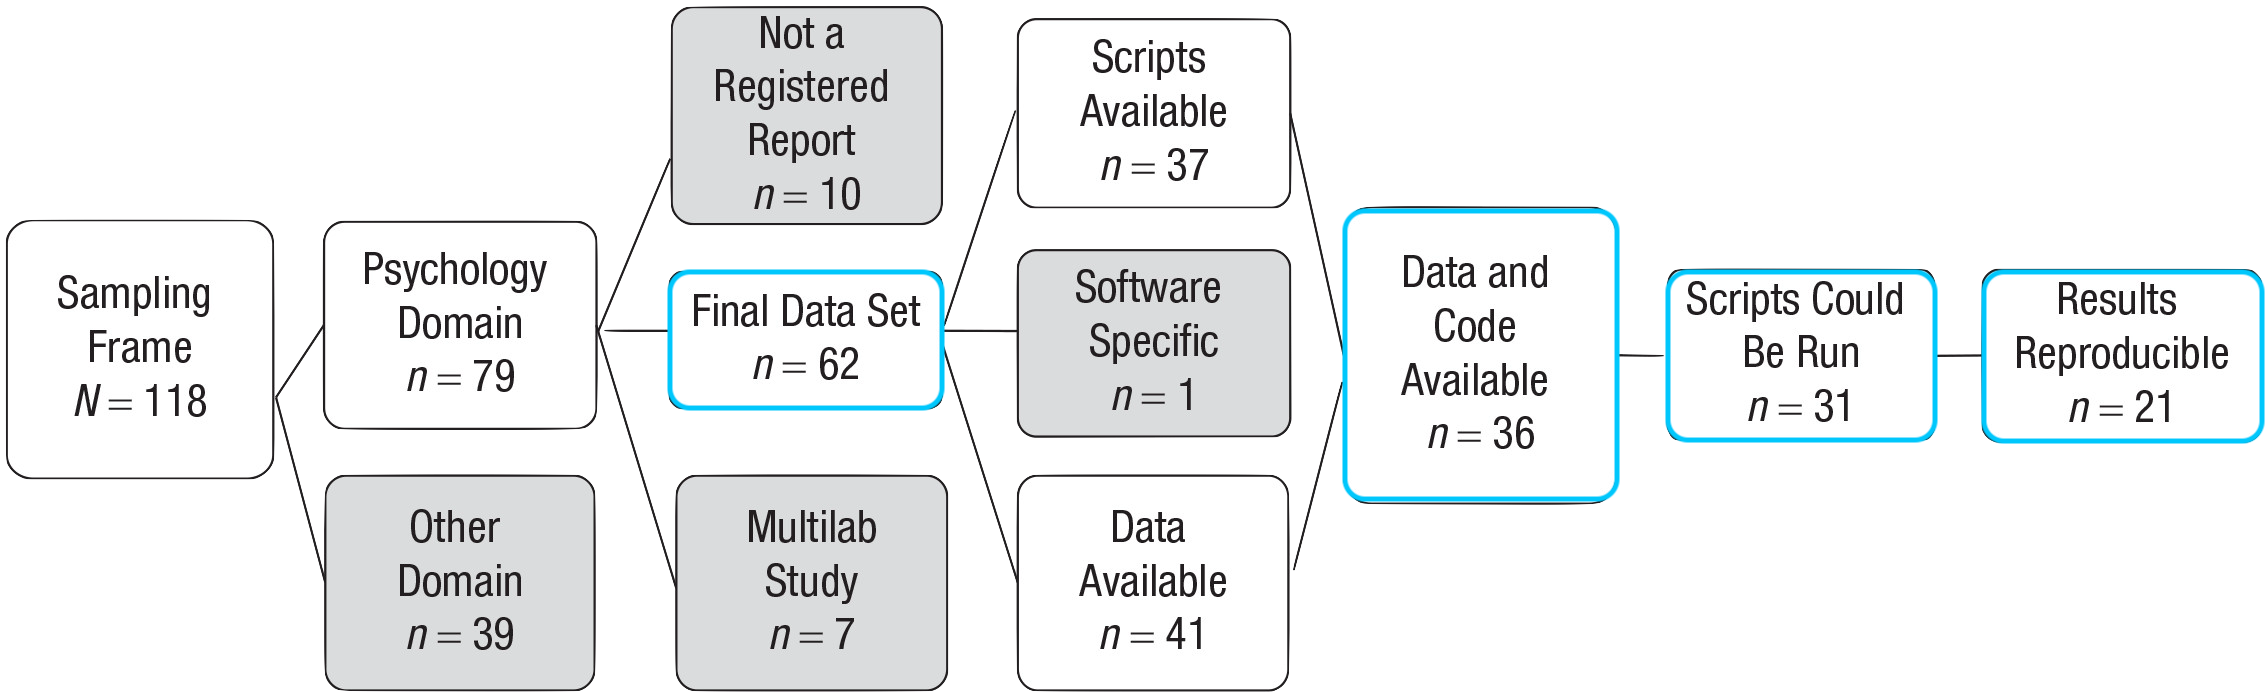 Sampling
Frame
N = 118
Psychology
Domain
n = 79
Other
Domain
n = 39
Not a
Registered
Report
n = 10
Final Data Set
n = 62
Multilab
Study
n = 7
Scripts
Available
n = 37
Software
Specific
n = 1
Data
Available
n = 41
Data and
Code
Available
n = 36
Scripts Could
Be Run
n = 31
Results
Reproducible
n = 21